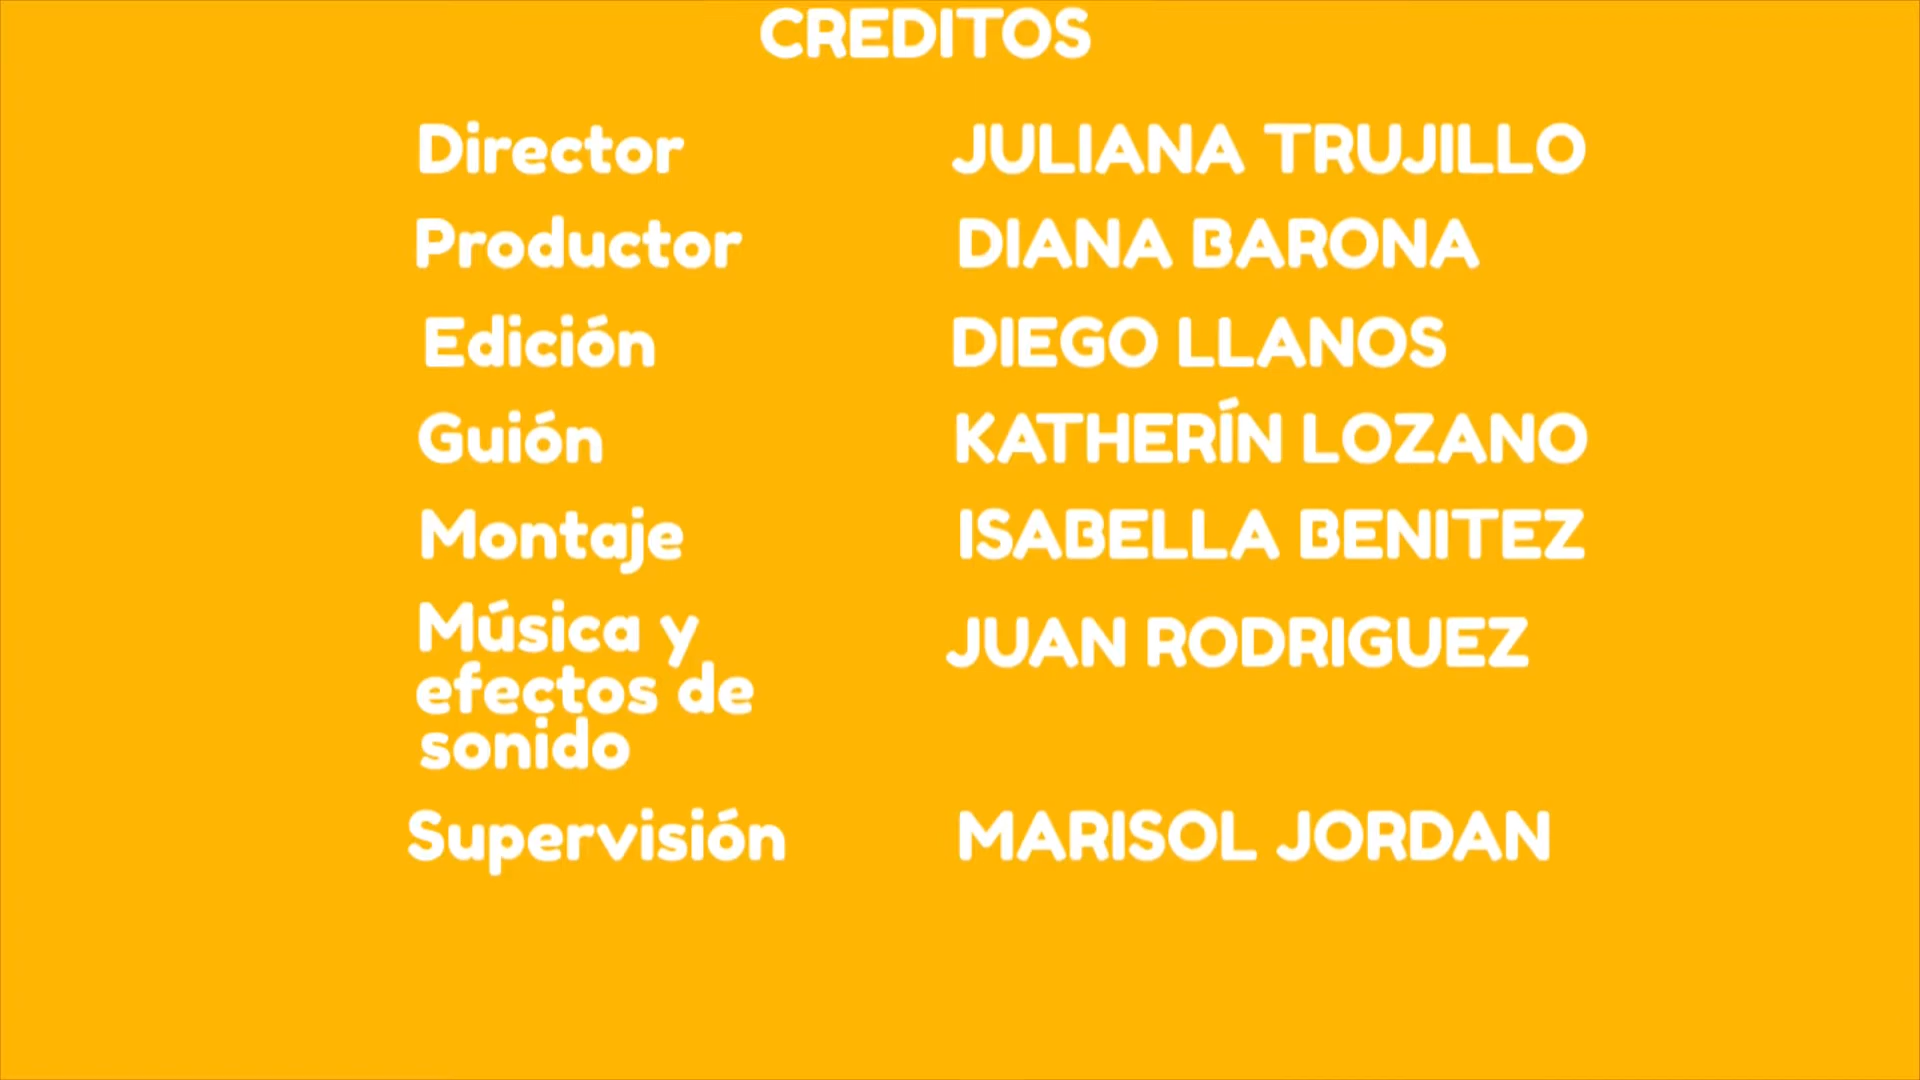 CREDITOS
Director JULIANA TRUJILLO
Productor DIANA BARONA
Edición DIEGO LLANOS
Guión KATHERÍN LOZANO
Montaje ISABELLA BENITEZ
Música y JUAN RODRIGUEZ
efectos de
sonido
Supervisión MARISOL JORDAN